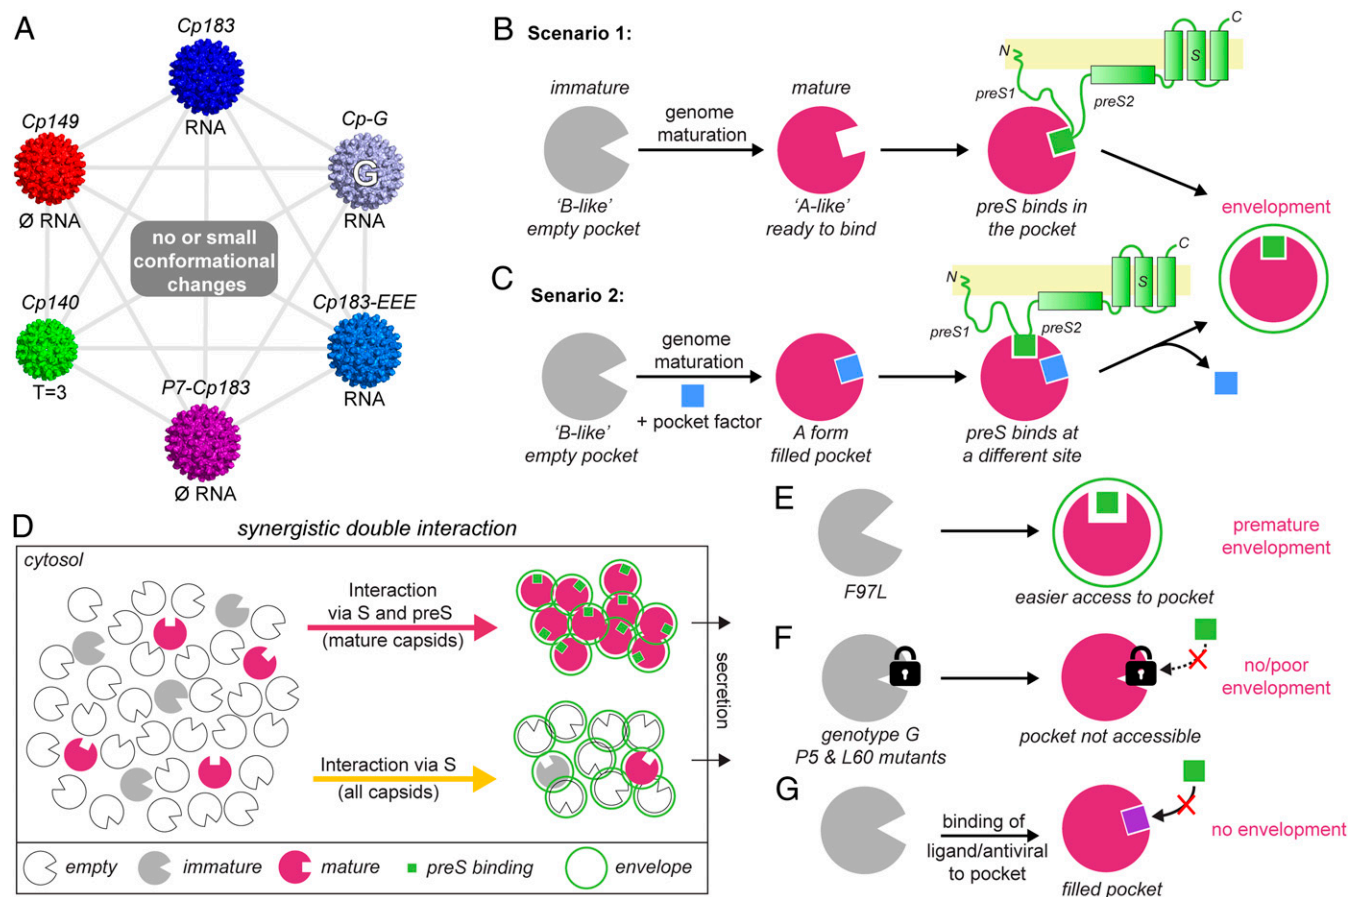 A
Cp183
RNA
Cp149
Ø RNA
Cp-G
G
RNA
no or small
conformational
changes
Cp140
T=3
Cp183-EEE
RNA
P7-Cp183
Ø RNA
B
Scenario 1:
immature
genome
maturation
mature
'B-like'
empty pocket
'A-like'
ready to bind
N
preS1
preS2
S
C
preS binds in
the pocket
envelopment
C
Senario 2:
genome
maturation
+ pocket factor
'B-like'
empty pocket
A form
filled pocket
N
preS1
preS2
S
C
preS binds at
a different site
D
synergistic double interaction
cytosol
Interaction
via S and preS
(mature capsids)
Interaction via S
(all capsids)
secretion
empty
immature
mature
preS binding
envelope
E
F97L
easier access to pocket
premature
envelopment
F
genotype G
P5 & L60 mutants
pocket not accessible
no/poor
envelopment
G
binding of
ligand/antiviral
to pocket
filled pocket
no envelopment